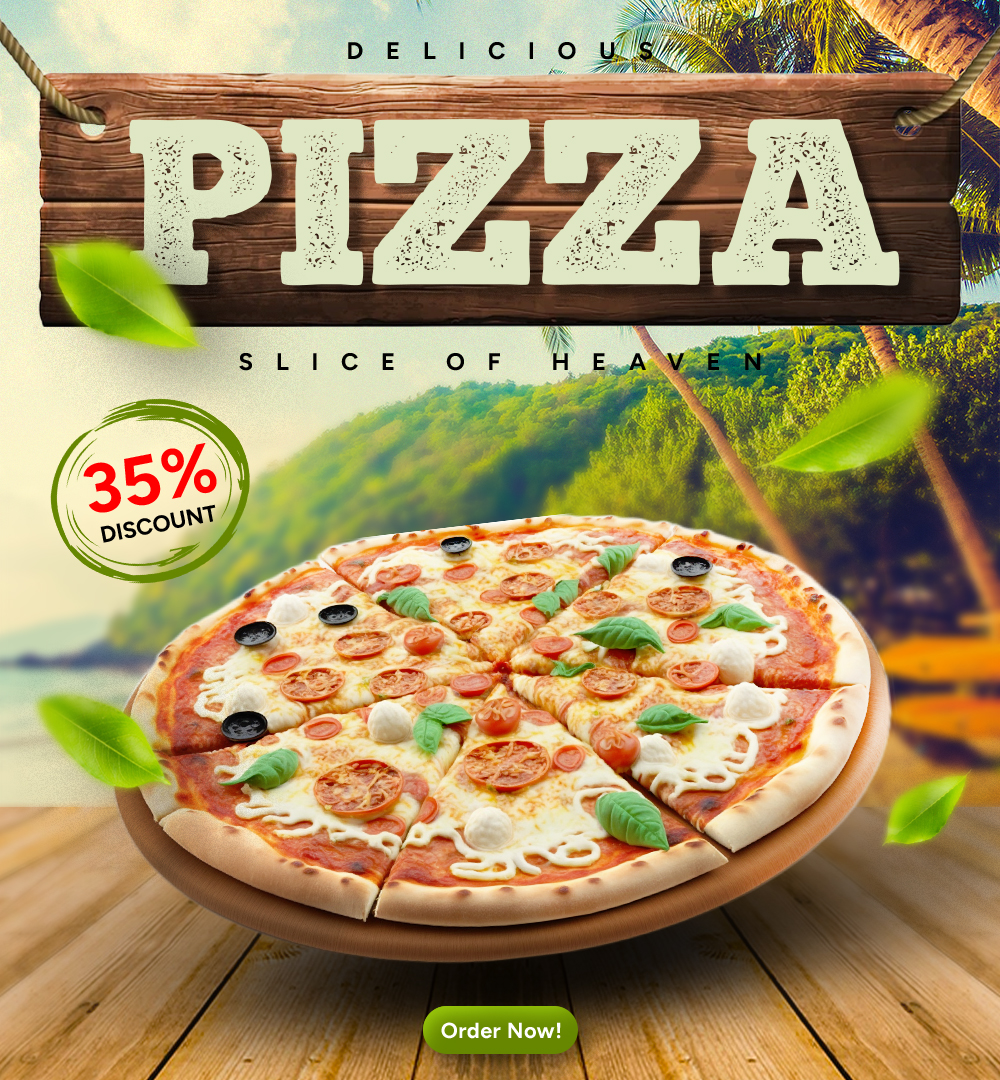 DELICIOUS
PIZZA
SLICE OF HEAVEN
35%
DISCOUNT
Order Now!